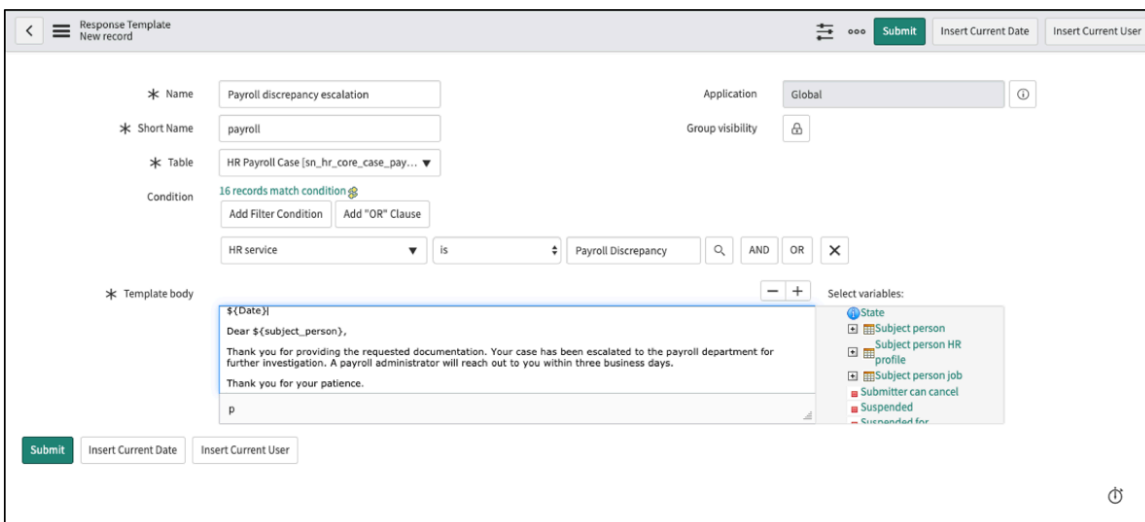 Response Template
New record
Submit
Insert Current Date
Insert Current User
Name
Payroll discrepancy escalation
Application
Global
Short Name
payroll
Group visibility
Table
HR Payroll Case [sn_hr_core_case_pay...
Condition
16 records match condition
Add Filter Condition
Add "OR" Clause
HR service
is
Payroll Discrepancy
AND
OR
Template body
Select variables:
${Date}
Dear ${subject_person},
Thank you for providing the requested documentation. Your case has been escalated to the payroll department for
further investigation. A payroll administrator will reach out to you within three business days.
Thank you for your patience.
p
State
Subject person
Subject person HR
profile
Subject person job
Submitter can cancel
Suspended
Suspended for
Submit
Insert Current Date
Insert Current User